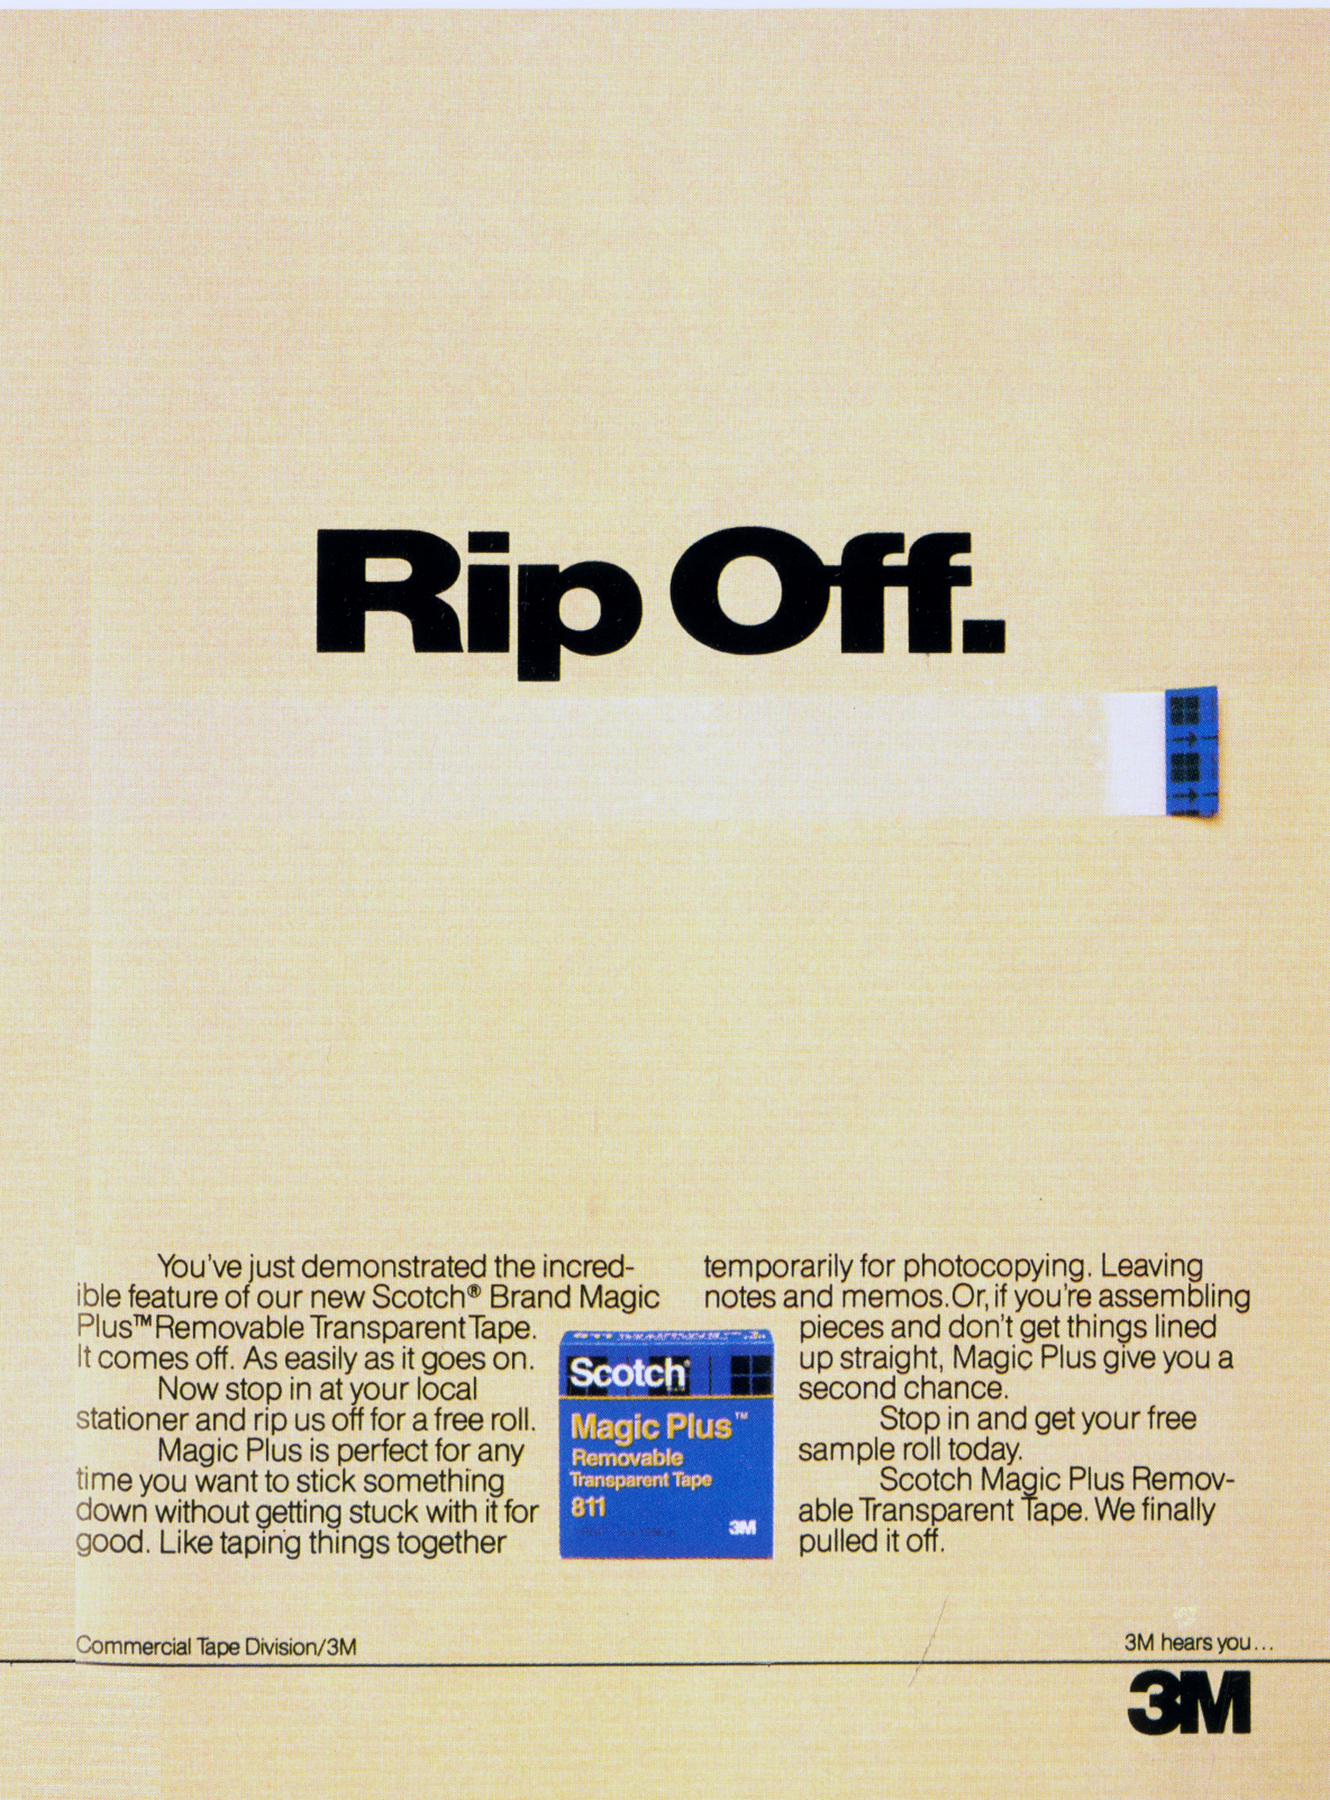 Rip Off.
You've just demonstrated the incred-
ible feature of our new Scotch® Brand Magic
Plus™ Removable Transparent Tape.
It comes off. As easily as it goes on.
Now stop in at your local
stationer and rip us off for a free roll.
Magic Plus is perfect for any
time you want to stick something
down without getting stuck with it for
good. Like taping things together
temporarily for photocopying. Leaving
notes and memos. Or, if you're assembling
pieces and don't get things lined
up straight, Magic Plus give you a
second chance.
Stop in and get your free
sample roll today.
Scotch Magic Plus Remov-
able Transparent Tape. We finally
pulled it off.
Scotch®
Magic Plus™
Removable
Transparent Tape
811
3M
Commercial Tape Division/3M
3M hears you...
3M